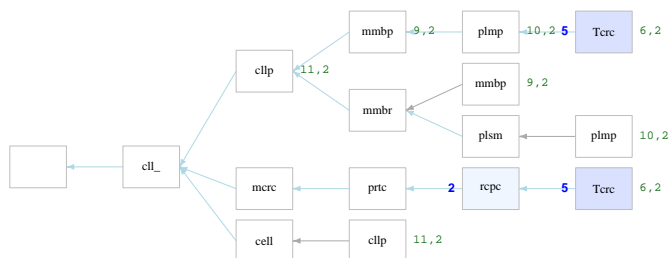 mmbp 9,2 plmp 10,2 5 Tcrc 6,2
cllp 11,2
mmbp 9,2
mmbr
plsm plmp 10,2
cll_
mcrc prtc 2 rcpc 5 Tcrc 6,2
cell cllp 11,2